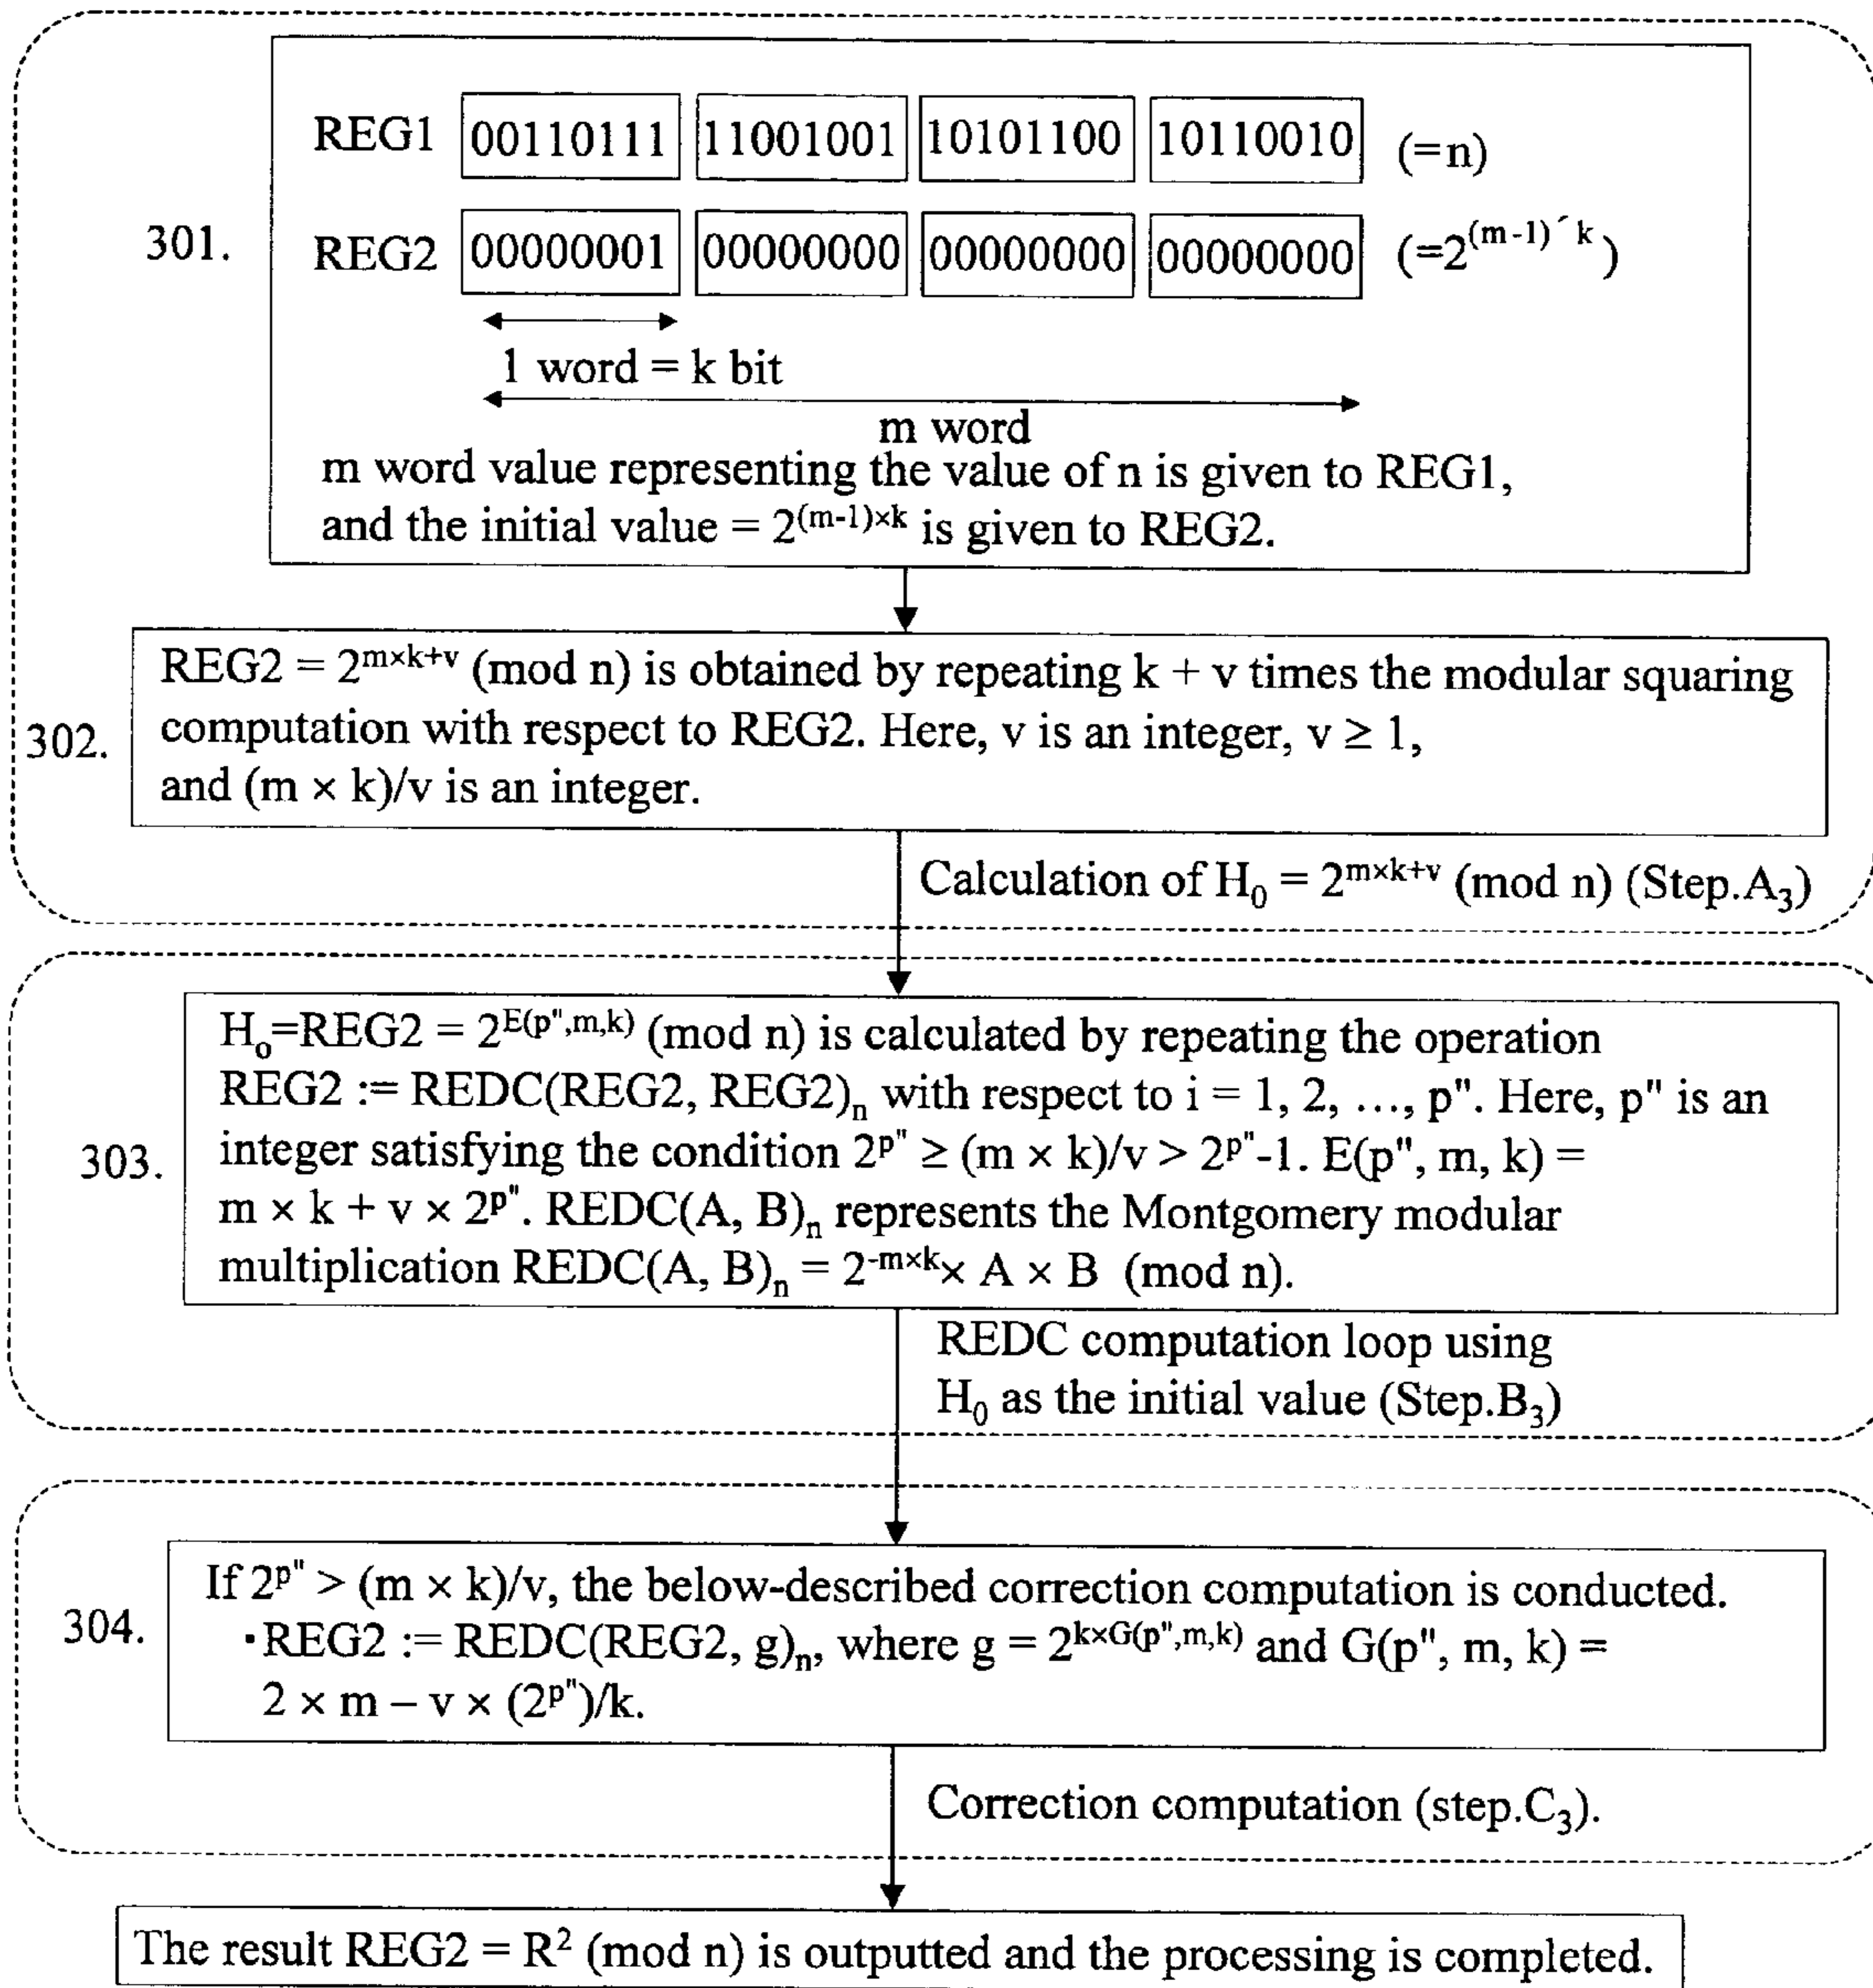 REG1 00110111 11001001 10101100 10110010 (=n)
301.
REG2 00000001 00000000 00000000 00000000 (=2^(m-1)´k)
1 word = k bit
m word
m word value representing the value of n is given to REG1,
and the initial value = 2^(m-1)×k is given to REG2.
302.
REG2 = 2^m×k+v (mod n) is obtained by repeating k + v times the modular squaring
computation with respect to REG2. Here, v is an integer, v ≥ 1,
and (m × k)/v is an integer.
Calculation of H₀ = 2^m×k+v (mod n) (Step.A₃)
303.
Hₒ=REG2 = 2^E(p",m,k) (mod n) is calculated by repeating the operation
REG2 := REDC(REG2, REG2)ₙ with respect to i = 1, 2, ..., p". Here, p" is an
integer satisfying the condition 2^p" ≥ (m × k)/v > 2^p"-1. E(p", m, k) =
m × k + v × 2^p". REDC(A, B)ₙ represents the Montgomery modular
multiplication REDC(A, B)ₙ = 2^-m×k × A × B (mod n).
REDC computation loop using
H₀ as the initial value (Step.B₃)
304.
If 2^p" > (m × k)/v, the below-described correction computation is conducted.
・REG2 := REDC(REG2, g)ₙ, where g = 2^k×G(p",m,k) and G(p", m, k) =
2 × m – v × (2^p")/k.
Correction computation (step.C₃).
The result REG2 = R² (mod n) is outputted and the processing is completed.